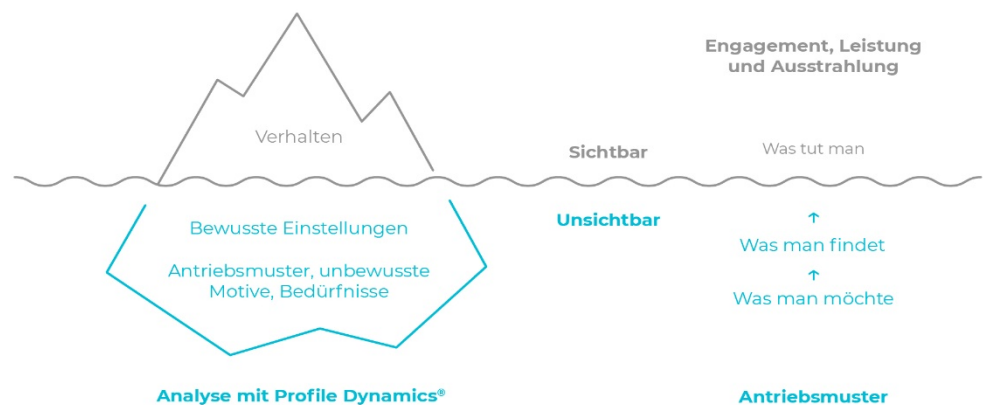 Engagement, Leistung
und Ausstrahlung
Verhalten
Sichtbar
Was tut man
Unsichtbar
↑
Bewusste Einstellungen
Was man findet
Antriebsmuster, unbewusste
Motive, Bedürfnisse
↑
Was man möchte
Analyse mit Profile Dynamics®
Antriebsmuster